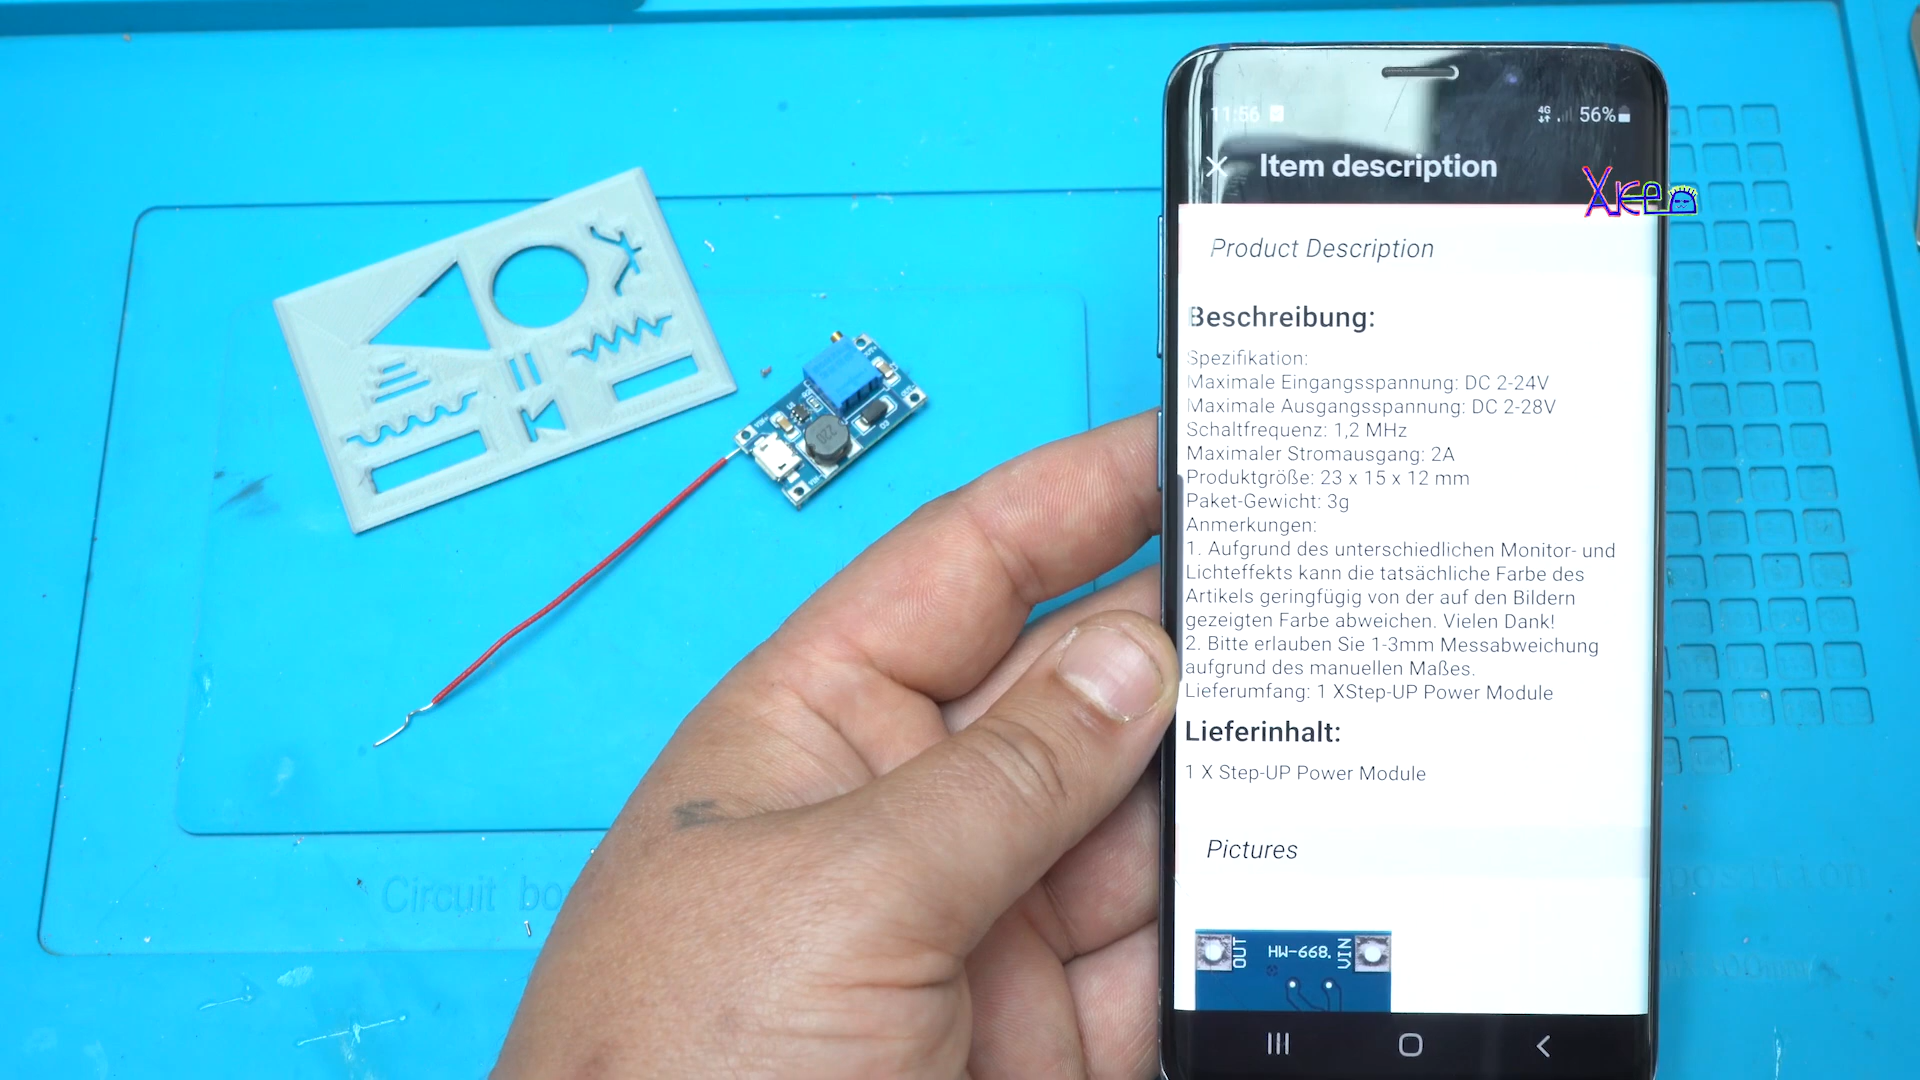 11:56
4G
56%
Item description
XKE
Product Description
Beschreibung:
Spezifikation:
Maximale Eingangsspannung: DC 2-24V
Maximale Ausgangsspannung: DC 2-28V
Schaltfrequenz: 1,2 MHz
Maximaler Stromausgang: 2A
Produktgröße: 23 x 15 x 12 mm
Paket-Gewicht: 3g
Anmerkungen:
1. Aufgrund des unterschiedlichen Monitor- und
Lichteffekts kann die tatsächliche Farbe des
Artikels geringfügig von der auf den Bildern
gezeigten Farbe abweichen. Vielen Dank!
2. Bitte erlauben Sie 1-3mm Messabweichung
aufgrund des manuellen Maßes.
Lieferumfang: 1 XStep-UP Power Module
Lieferinhalt:
1 X Step-UP Power Module
Pictures
OUT
HW-668.
VIN
220
Circuit